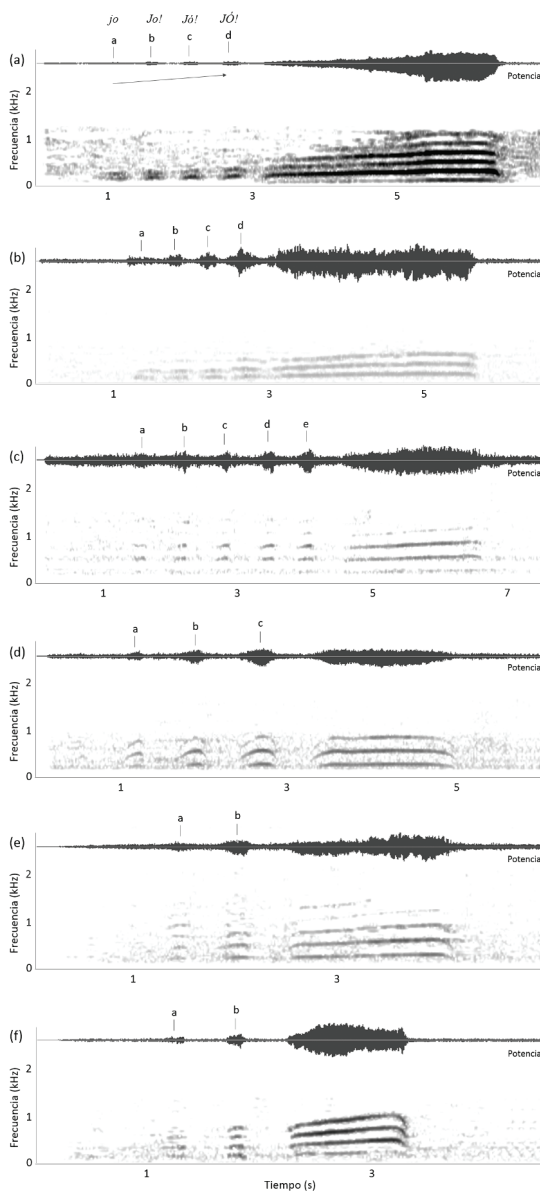 jo Jo! Jó! JÓ!
a b c d
(a)
Potencia
2
Frecuencia (kHz)
1
0
1 3 5
a b c d
(b)
Potencia
2
Frecuencia (kHz)
1
0
1 3 5
a b c d e
(c)
Potencia
2
Frecuencia (kHz)
1
0
1 3 5 7
a b c
(d)
Potencia
2
Frecuencia (kHz)
1
0
1 3 5
a b
(e)
Potencia
2
Frecuencia (kHz)
1
0
1 3
a b
(f)
Potencia
2
Frecuencia (kHz)
1
0
1 3
Tiempo (s)